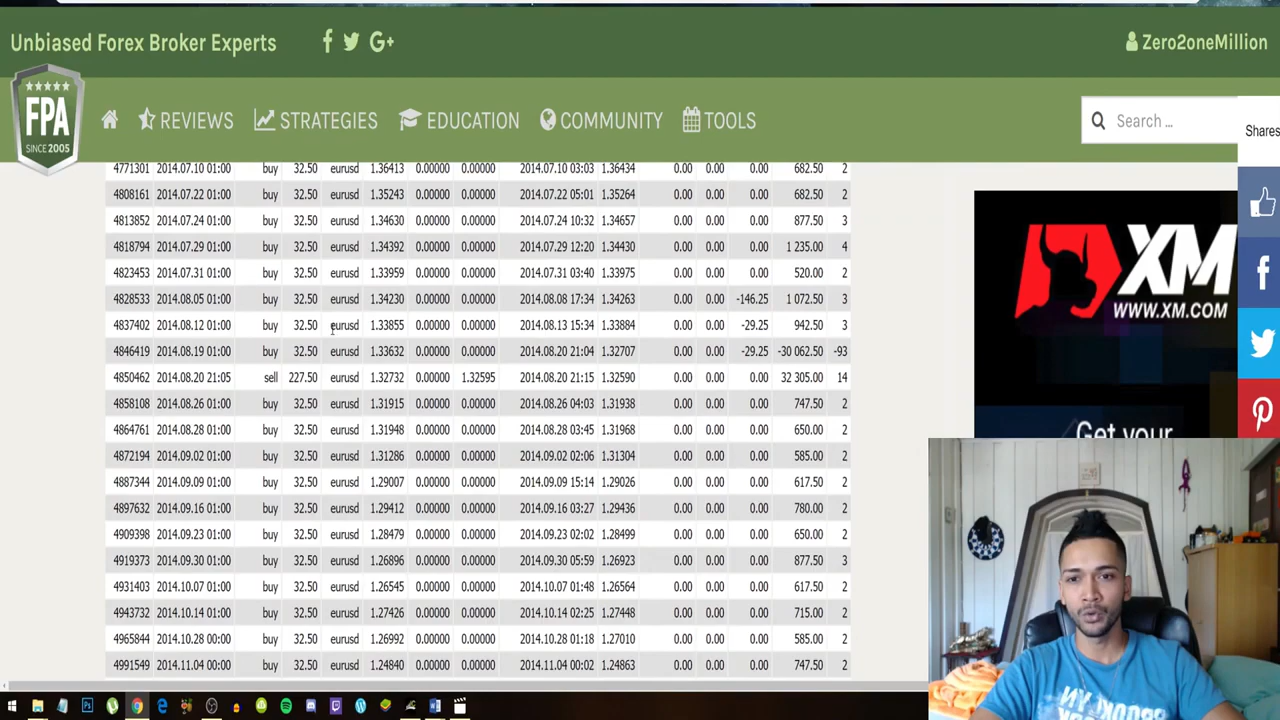 Unbiased Forex Broker Experts
Zero2oneMillion
FPA
SINCE 2005
REVIEWS STRATEGIES EDUCATION COMMUNITY TOOLS
Search ...
Shares
4771301 2014.07.10 01:00 buy 32.50 eurusd 1.36413 0.00000 0.00000 2014.07.10 03:03 1.36434 0.00 0.00 0.00 682.50 2
4808161 2014.07.22 01:00 buy 32.50 eurusd 1.35243 0.00000 0.00000 2014.07.22 05:01 1.35264 0.00 0.00 0.00 682.50 2
4813852 2014.07.24 01:00 buy 32.50 eurusd 1.34630 0.00000 0.00000 2014.07.24 10:32 1.34657 0.00 0.00 0.00 877.50 3
4818794 2014.07.29 01:00 buy 32.50 eurusd 1.34392 0.00000 0.00000 2014.07.29 12:20 1.34430 0.00 0.00 0.00 1 235.00 4
4823453 2014.07.31 01:00 buy 32.50 eurusd 1.33959 0.00000 0.00000 2014.07.31 03:40 1.33975 0.00 0.00 0.00 520.00 2
4828533 2014.08.05 01:00 buy 32.50 eurusd 1.34230 0.00000 0.00000 2014.08.08 17:34 1.34263 0.00 0.00 -146.25 1 072.50 3
4837402 2014.08.12 01:00 buy 32.50 eurusd 1.33855 0.00000 0.00000 2014.08.13 15:34 1.33884 0.00 0.00 -29.25 942.50 3
4846419 2014.08.19 01:00 buy 32.50 eurusd 1.33632 0.00000 0.00000 2014.08.20 21:04 1.32707 0.00 0.00 -29.25 -30 062.50 -93
4850462 2014.08.20 21:05 sell 227.50 eurusd 1.32732 0.00000 1.32595 2014.08.20 21:15 1.32590 0.00 0.00 0.00 32 305.00 14
4858108 2014.08.26 01:00 buy 32.50 eurusd 1.31915 0.00000 0.00000 2014.08.26 04:03 1.31938 0.00 0.00 0.00 747.50 2
4864761 2014.08.28 01:00 buy 32.50 eurusd 1.31948 0.00000 0.00000 2014.08.28 03:45 1.31968 0.00 0.00 0.00 650.00 2
4872194 2014.09.02 01:00 buy 32.50 eurusd 1.31286 0.00000 0.00000 2014.09.02 02:06 1.31304 0.00 0.00 0.00 585.00 2
4887344 2014.09.09 01:00 buy 32.50 eurusd 1.29007 0.00000 0.00000 2014.09.09 15:14 1.29026 0.00 0.00 0.00 617.50 2
4897632 2014.09.16 01:00 buy 32.50 eurusd 1.29412 0.00000 0.00000 2014.09.16 03:27 1.29436 0.00 0.00 0.00 780.00 2
4909398 2014.09.23 01:00 buy 32.50 eurusd 1.28479 0.00000 0.00000 2014.09.23 02:02 1.28499 0.00 0.00 0.00 650.00 2
4919373 2014.09.30 01:00 buy 32.50 eurusd 1.26896 0.00000 0.00000 2014.09.30 05:59 1.26923 0.00 0.00 0.00 877.50 3
4931403 2014.10.07 01:00 buy 32.50 eurusd 1.26545 0.00000 0.00000 2014.10.07 01:48 1.26564 0.00 0.00 0.00 617.50 2
4943732 2014.10.14 01:00 buy 32.50 eurusd 1.27426 0.00000 0.00000 2014.10.14 02:25 1.27448 0.00 0.00 0.00 715.00 2
4965844 2014.10.28 00:00 buy 32.50 eurusd 1.26992 0.00000 0.00000 2014.10.28 01:18 1.27010 0.00 0.00 0.00 585.00 2
4991549 2014.11.04 00:00 buy 32.50 eurusd 1.24840 0.00000 0.00000 2014.11.04 00:02 1.24863 0.00 0.00 0.00 747.50 2
XM
WWW.XM.COM
Get your